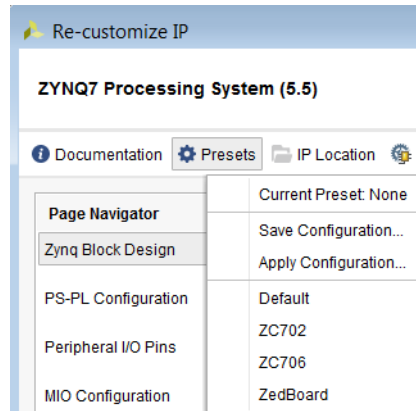 Re-customize IP
ZYNQ7 Processing System (5.5)
Documentation Presets IP Location
Current Preset: None
Save Configuration...
Apply Configuration...
Default
ZC702
ZC706
ZedBoard
Page Navigator
Zynq Block Design
PS-PL Configuration
Peripheral I/O Pins
MIO Configuration